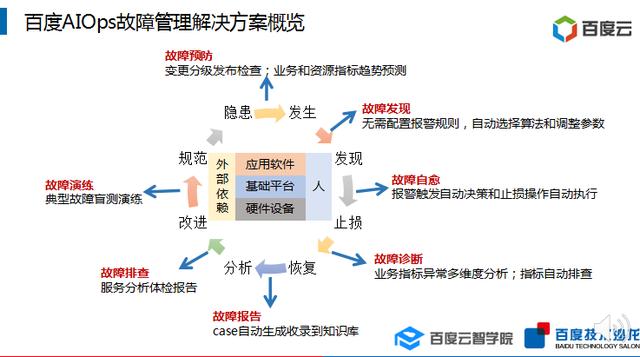 百度AIOps故障管理解决方案概览
百度云
故障预防
变更分级发布检查；业务和资源指标趋势预测
隐患
发生
故障发现
无需配置报警规则，自动选择算法和调整参数
规范
外部依赖
应用软件
基础平台
硬件设备
人
发现
故障演练
典型故障盲测演练
故障自愈
报警触发自动决策和止损操作自动执行
改进
止损
故障排查
服务分析体检报告
分析
恢复
故障诊断
业务指标异常多维度分析；指标自动排查
故障报告
case自动生成收录到知识库
百度云智学院
百度技术沙龙
BAIDU TECHNOLOGY SALON